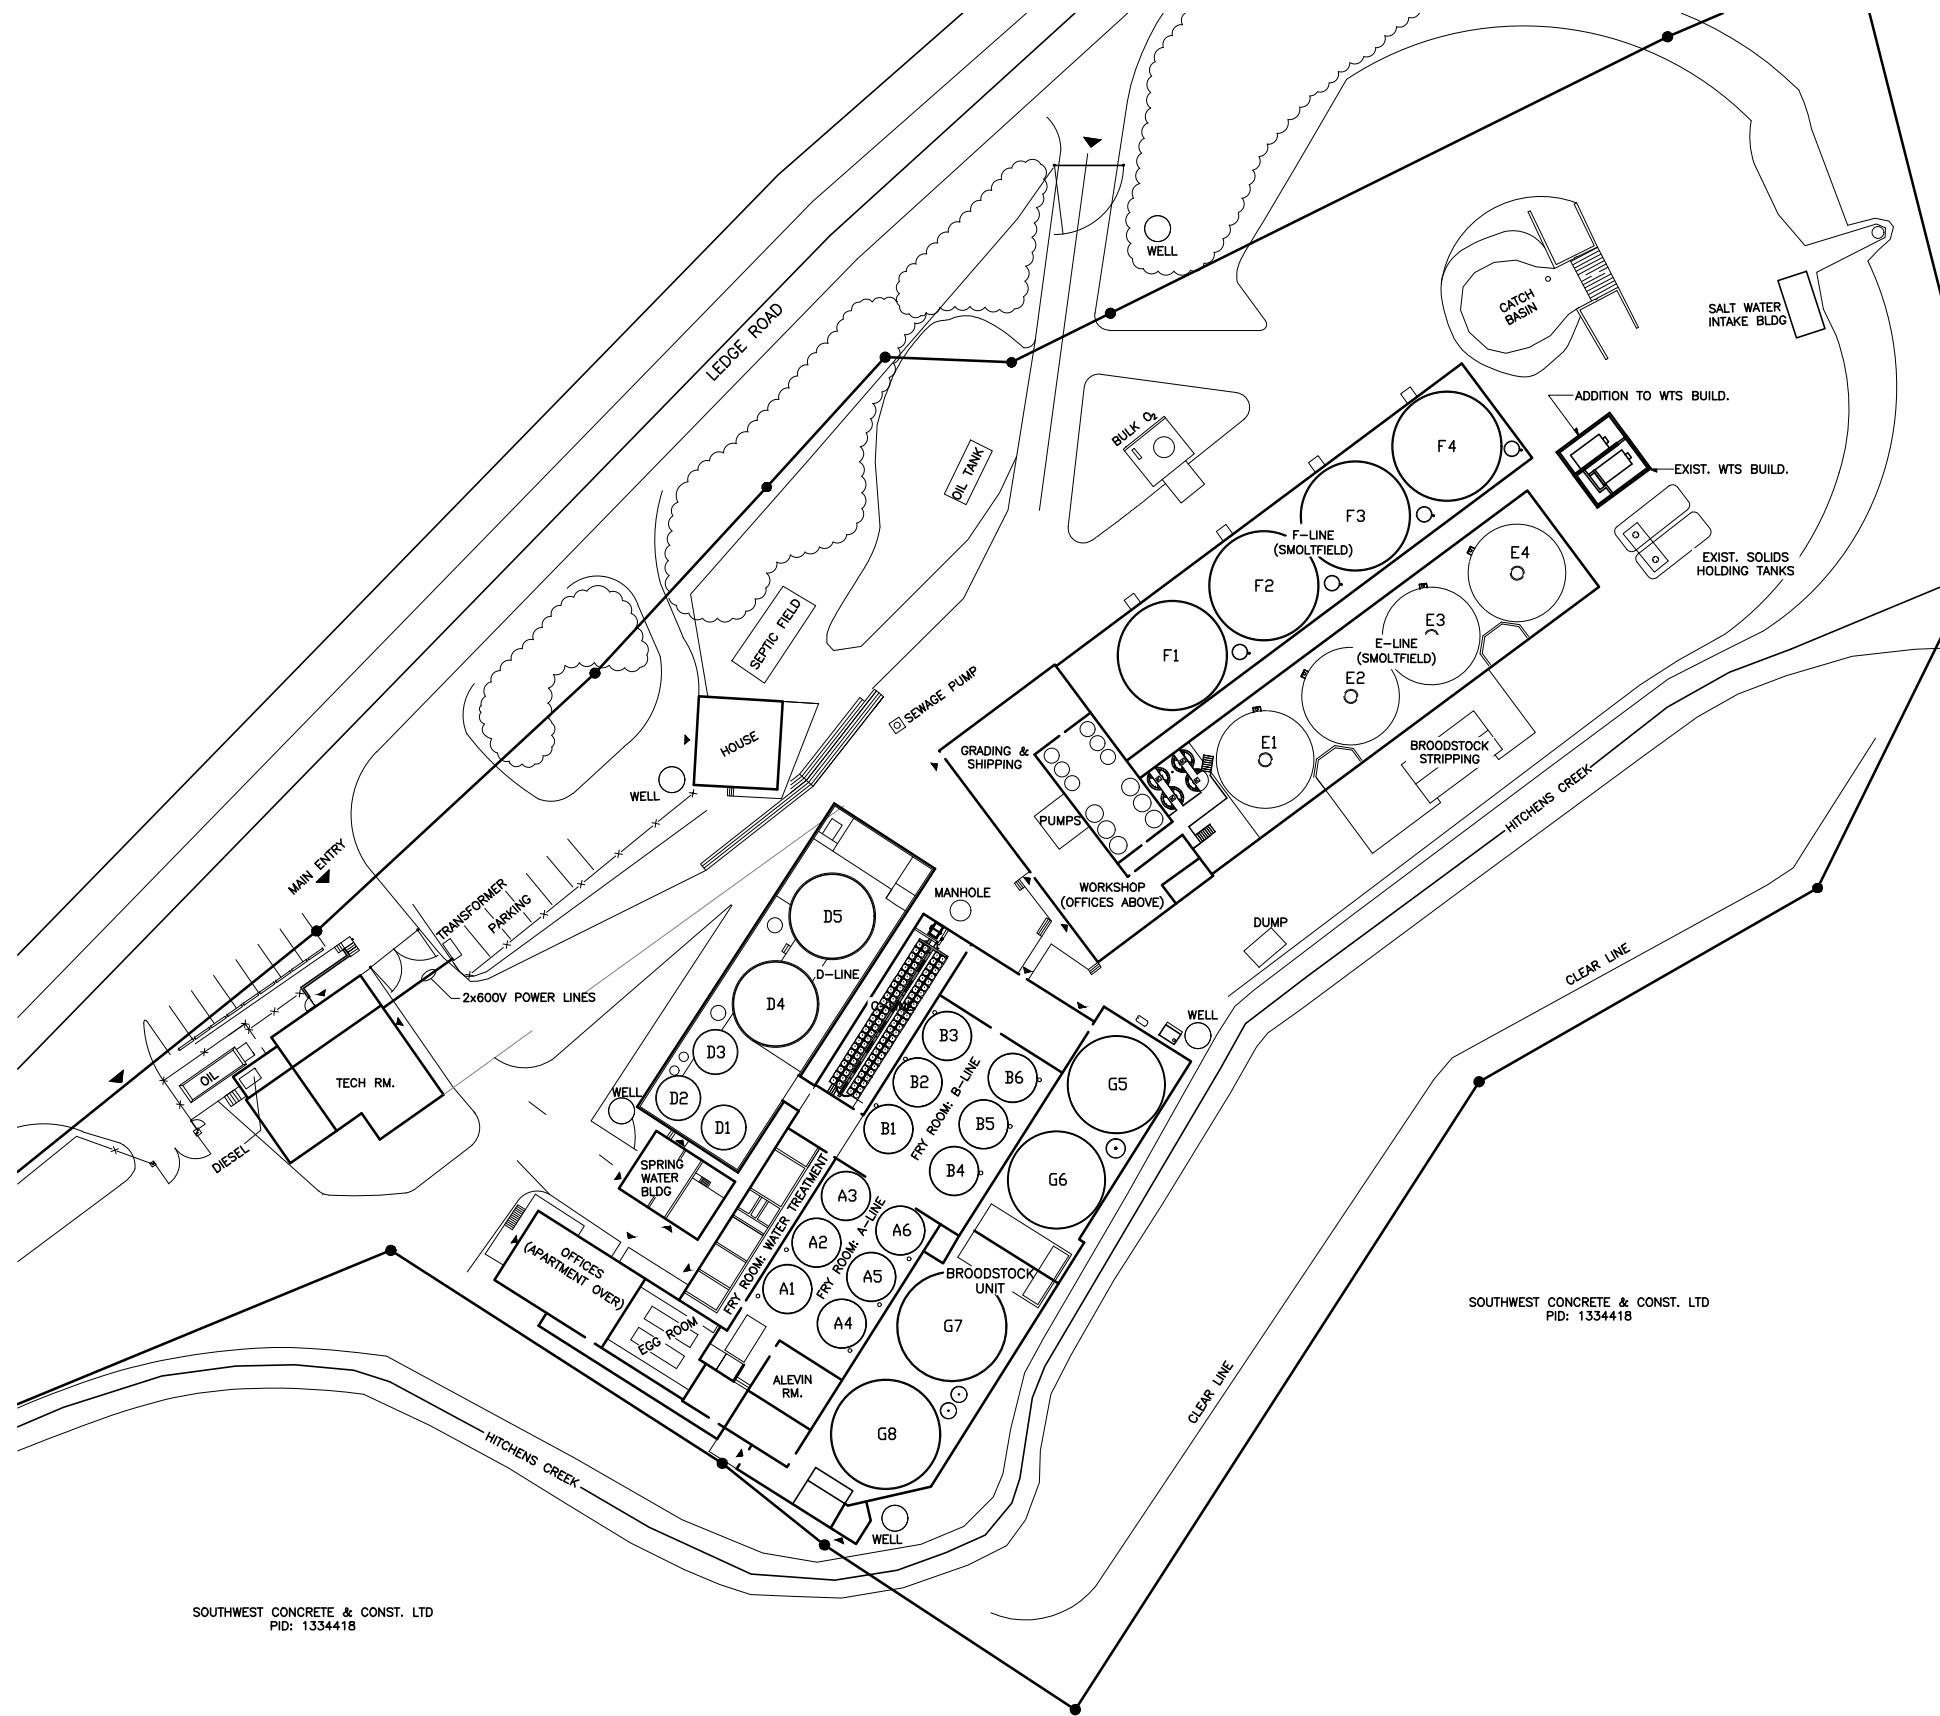 LEDGE ROAD
WELL
CATCH
BASIN
SALT WATER
INTAKE BLDG
ADDITION TO WTS BUILD.
EXIST. WTS BUILD.
EXIST. SOLIDS
HOLDING TANKS
BULK O2
OIL TANK
F4
F3
F-LINE
(SMOLTFIELD)
F2
F1
E4
E3
E-LINE
(SMOLTFIELD)
E2
E1
SEPTIC FIELD
SEWAGE PUMP
HOUSE
WELL
GRADING &
SHIPPING
PUMPS
BROODSTOCK
STRIPPING
HITCHENS CREEK
WORKSHOP
(OFFICES ABOVE)
MANHOLE
DUMP
MAIN ENTRY
TRANSFORMER
PARKING
2x600V POWER LINES
CLEAR LINE
D5
D-LINE
D4
D3
D2
D1
WELL
OIL
TECH RM.
DIESEL
WELL
B3
B2
B1
FRY ROOM: B-LINE
B6
B5
B4
G5
G6
SPRING
WATER
BLDG
FRY ROOM: WATER TREATMENT
A3
A2
A1
FRY ROOM: A-LINE
A6
A5
A4
OFFICES
(APARTMENT OVER)
EGG ROOM
BROODSTOCK
UNIT
G7
ALEVIN
RM.
G8
WELL
HITCHENS CREEK
CLEAR LINE
SOUTHWEST CONCRETE & CONST. LTD
PID: 1334418
SOUTHWEST CONCRETE & CONST. LTD
PID: 1334418